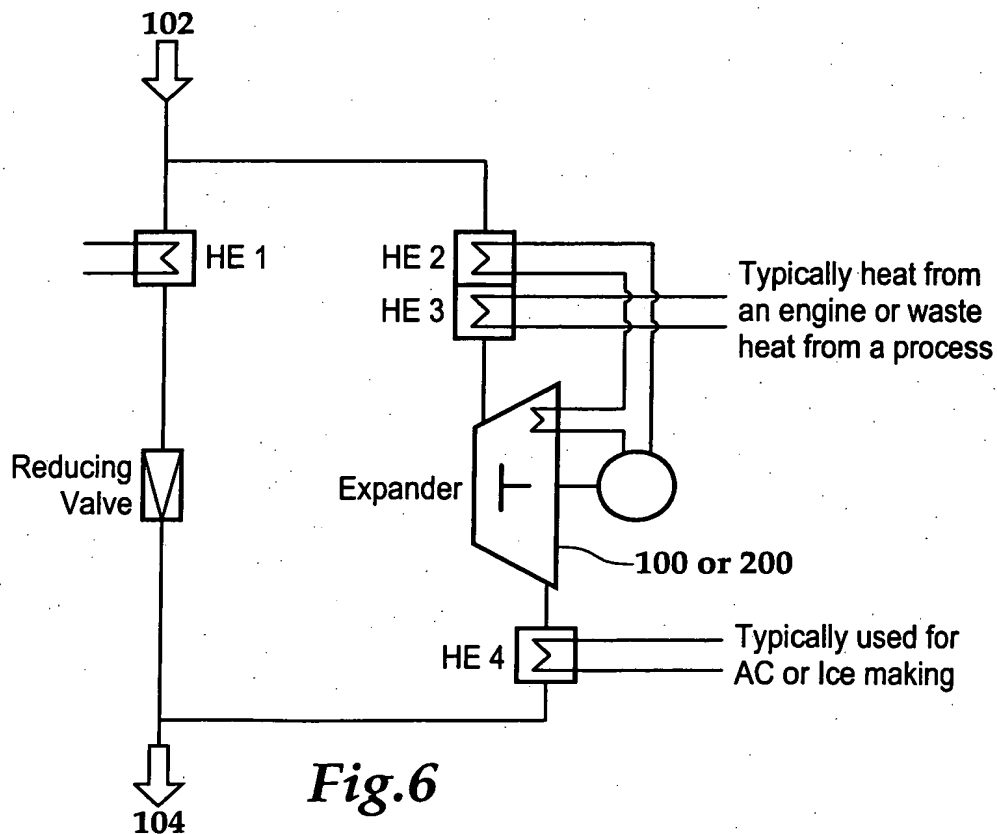 102
HE 1
HE 2
HE 3
Typically heat from
an engine or waste
heat from a process
Reducing
Valve
Expander
T
100 or 200
HE 4
Typically used for
AC or Ice making
Fig.6
104